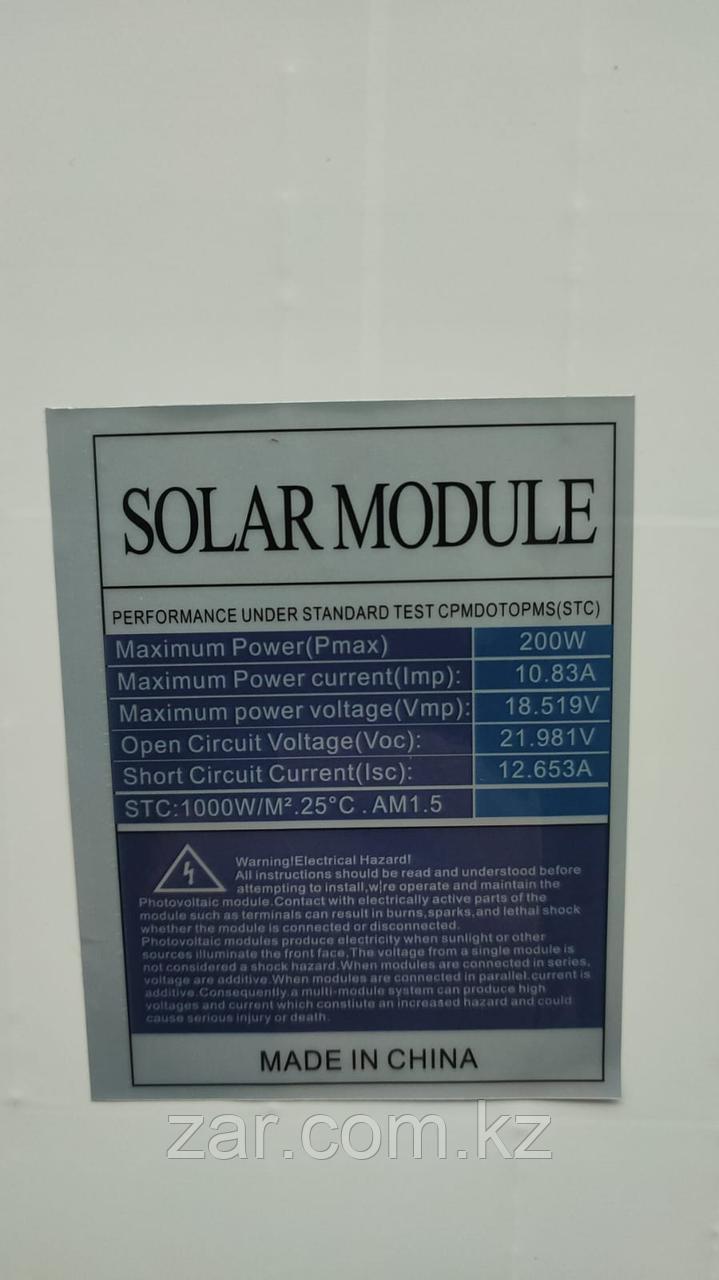 SOLAR MODULE
PERFORMANCE UNDER STANDARD TEST CPMDOTOPMS(STC)
Maximum Power(Pmax) 200W
Maximum Power current(Imp): 10.83A
Maximum power voltage(Vmp): 18.519V
Open Circuit Voltage(Voc): 21.981V
Short Circuit Current(Isc): 12.653A
STC:1000W/M².25°C . AM1.5
Warning!Electrical Hazard!
All instructions should be read and understood before
attempting to install,w¦re operate and maintain the
Photovoltaic module.Contact with electrically active parts of the
module such as terminals can result in burns,sparks,and lethal shock
whether the module is connected or disconnected.
Photovoltaic modules produce electricity when sunlight or other
sources illuminate the front face,The voltage from a single module is
not considered a shock hazard.When modules are connected in series,
voltage are additive.When modules are connected in parallel.current is
additive.Consequently.a multi-module system can produce high
voltages and current which constiute an increased hazard and could
cause serious injury or death.
MADE IN CHINA
zar.com.kz